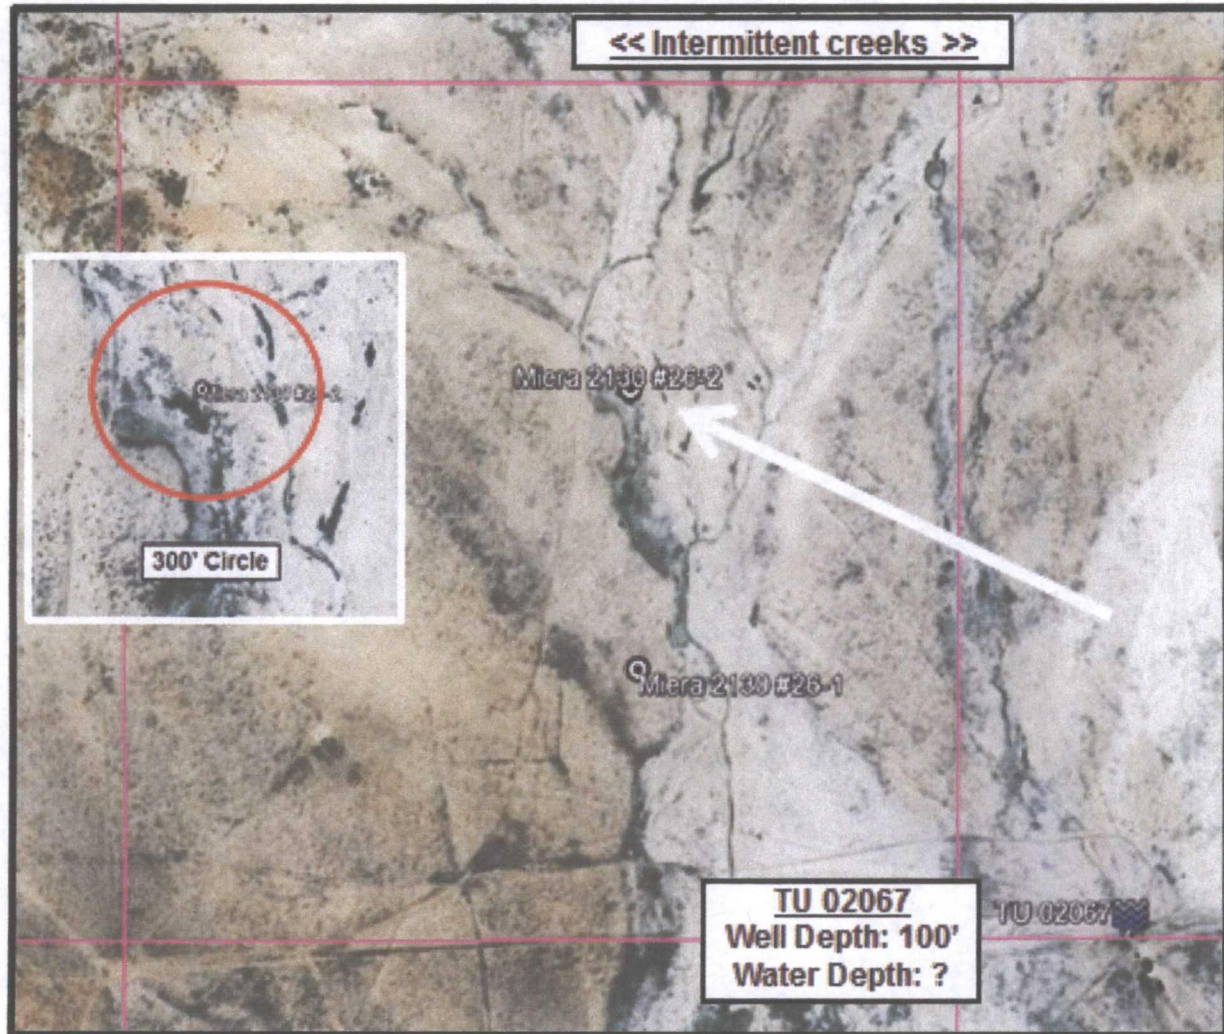 << Intermittent creeks >>
Miera 2130 #26-2
300' Circle
Miera 2130 #26-1
TU 02067
Well Depth: 100'
Water Depth: ?
TU 02067